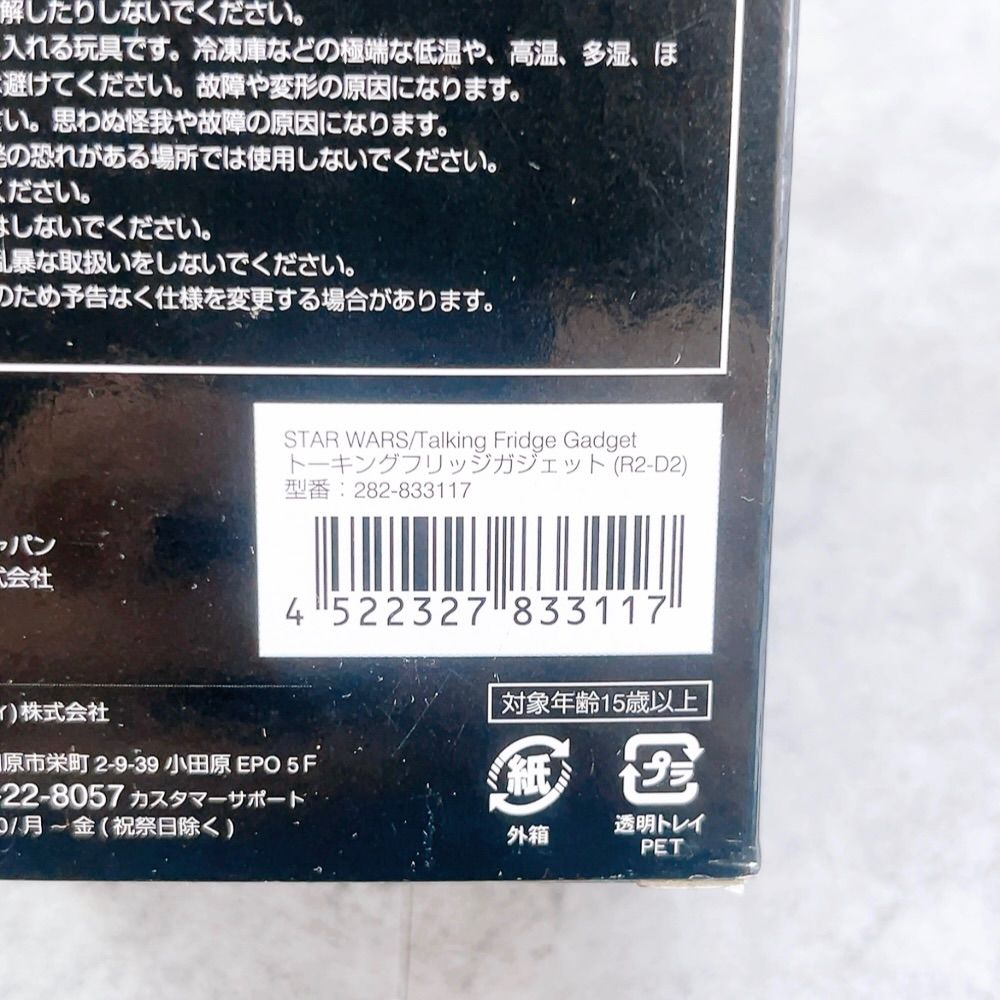 解したりしないでください。
入れる玩具です。冷凍庫などの極端な低温や、高温、多湿、ほ
避けてください。故障や変形の原因になります。
い。思わぬ怪我や故障の原因になります。
の恐れがある場所では使用しないでください。
ください。
はしないでください。
乱暴な取扱いをしないでください。
のため予告なく仕様を変更する場合があります。
STAR WARS/Talking Fridge Gadget
トーキングフリッジガジェット (R2-D2)
型番：282-833117
4 522327 833117
ャパン
式会社
ィ)株式会社
原市栄町 2-9-39 小田原 EPO 5 F
-22-8057 カスタマーサポート
0/月～金 (祝祭日除く)
対象年齢15歳以上
紙
外箱
プラ
透明トレイ
PET